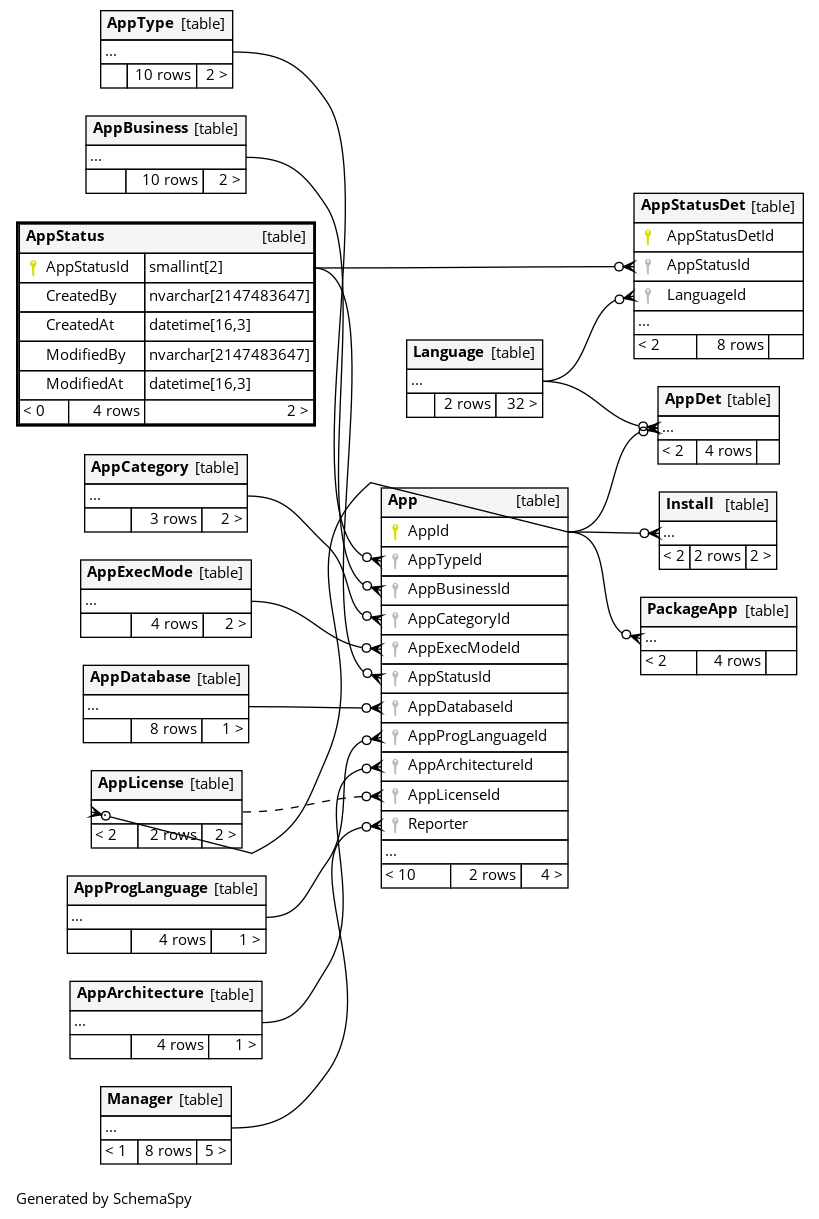 AppType [table]
...
10 rows 2 >
AppBusiness [table]
...
10 rows 2 >
AppStatus [table]
AppStatusId smallint[2]
CreatedBy nvarchar[2147483647]
CreatedAt datetime[16,3]
ModifiedBy nvarchar[2147483647]
ModifiedAt datetime[16,3]
< 0 4 rows 2 >
AppCategory [table]
...
3 rows 2 >
AppExecMode [table]
...
4 rows 2 >
AppDatabase [table]
...
8 rows 1 >
AppLicense [table]
...
< 2 2 rows 2 >
AppProgLanguage [table]
...
4 rows 1 >
AppArchitecture [table]
...
4 rows 1 >
Manager [table]
...
< 1 8 rows 5 >
Language [table]
...
2 rows 32 >
App [table]
AppId
AppTypeId
AppBusinessId
AppCategoryId
AppExecModeId
AppStatusId
AppDatabaseId
AppProgLanguageId
AppArchitectureId
AppLicenseId
Reporter
...
< 10 2 rows 4 >
AppStatusDet [table]
AppStatusDetId
AppStatusId
LanguageId
...
< 2 8 rows
AppDet [table]
...
< 2 4 rows
Install [table]
...
< 2 2 rows 2 >
PackageApp [table]
...
< 2 4 rows
Generated by SchemaSpy